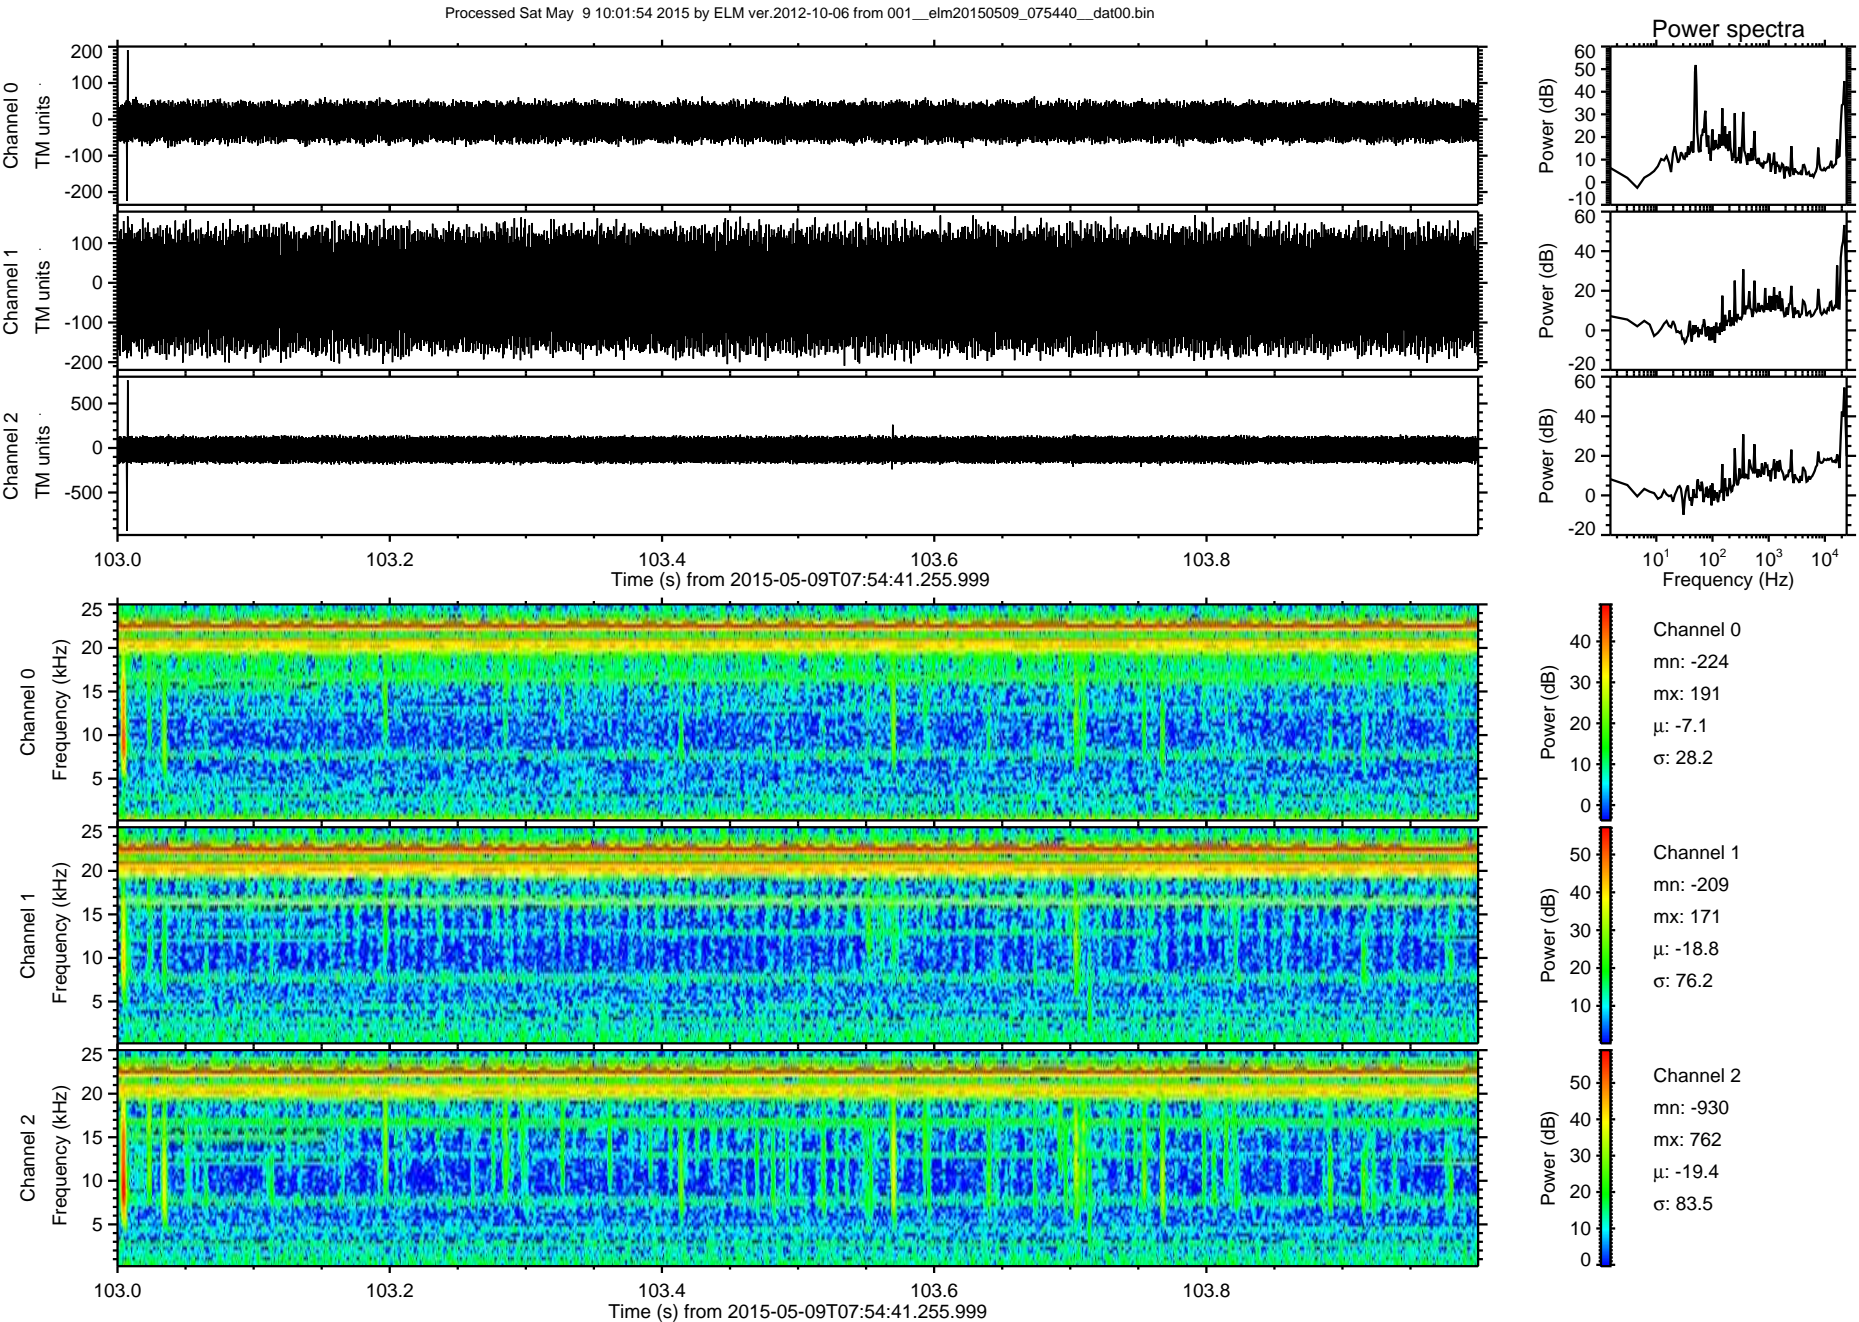 Processed Sat May  9 10:01:54 2015 by ELM ver.2012-10-06 from 001__elm20150509_075440__dat00.bin
Power spectra
Channel 0
TM units
200
100
0
-100
-200
Power (dB)
60
50
40
30
20
10
0
-10
Channel 1
TM units
100
0
-100
-200
Power (dB)
60
40
20
0
-20
Channel 2
TM units
500
0
-500
Power (dB)
60
40
20
0
-20
103.0 103.2 103.4 103.6 103.8
Time (s) from 2015-05-09T07:54:41.255.999
10¹ 10² 10³ 10⁴
Frequency (Hz)
Channel 0
Frequency (kHz)
25
20
15
10
5
Power (dB)
40
30
20
10
0
Channel 0
mn: -224
mx: 191
μ: -7.1
σ: 28.2
Channel 1
Frequency (kHz)
25
20
15
10
5
Power (dB)
50
40
30
20
10
Channel 1
mn: -209
mx: 171
μ: -18.8
σ: 76.2
Channel 2
Frequency (kHz)
25
20
15
10
5
Power (dB)
50
40
30
20
10
0
Channel 2
mn: -930
mx: 762
μ: -19.4
σ: 83.5
103.0 103.2 103.4 103.6 103.8
Time (s) from 2015-05-09T07:54:41.255.999